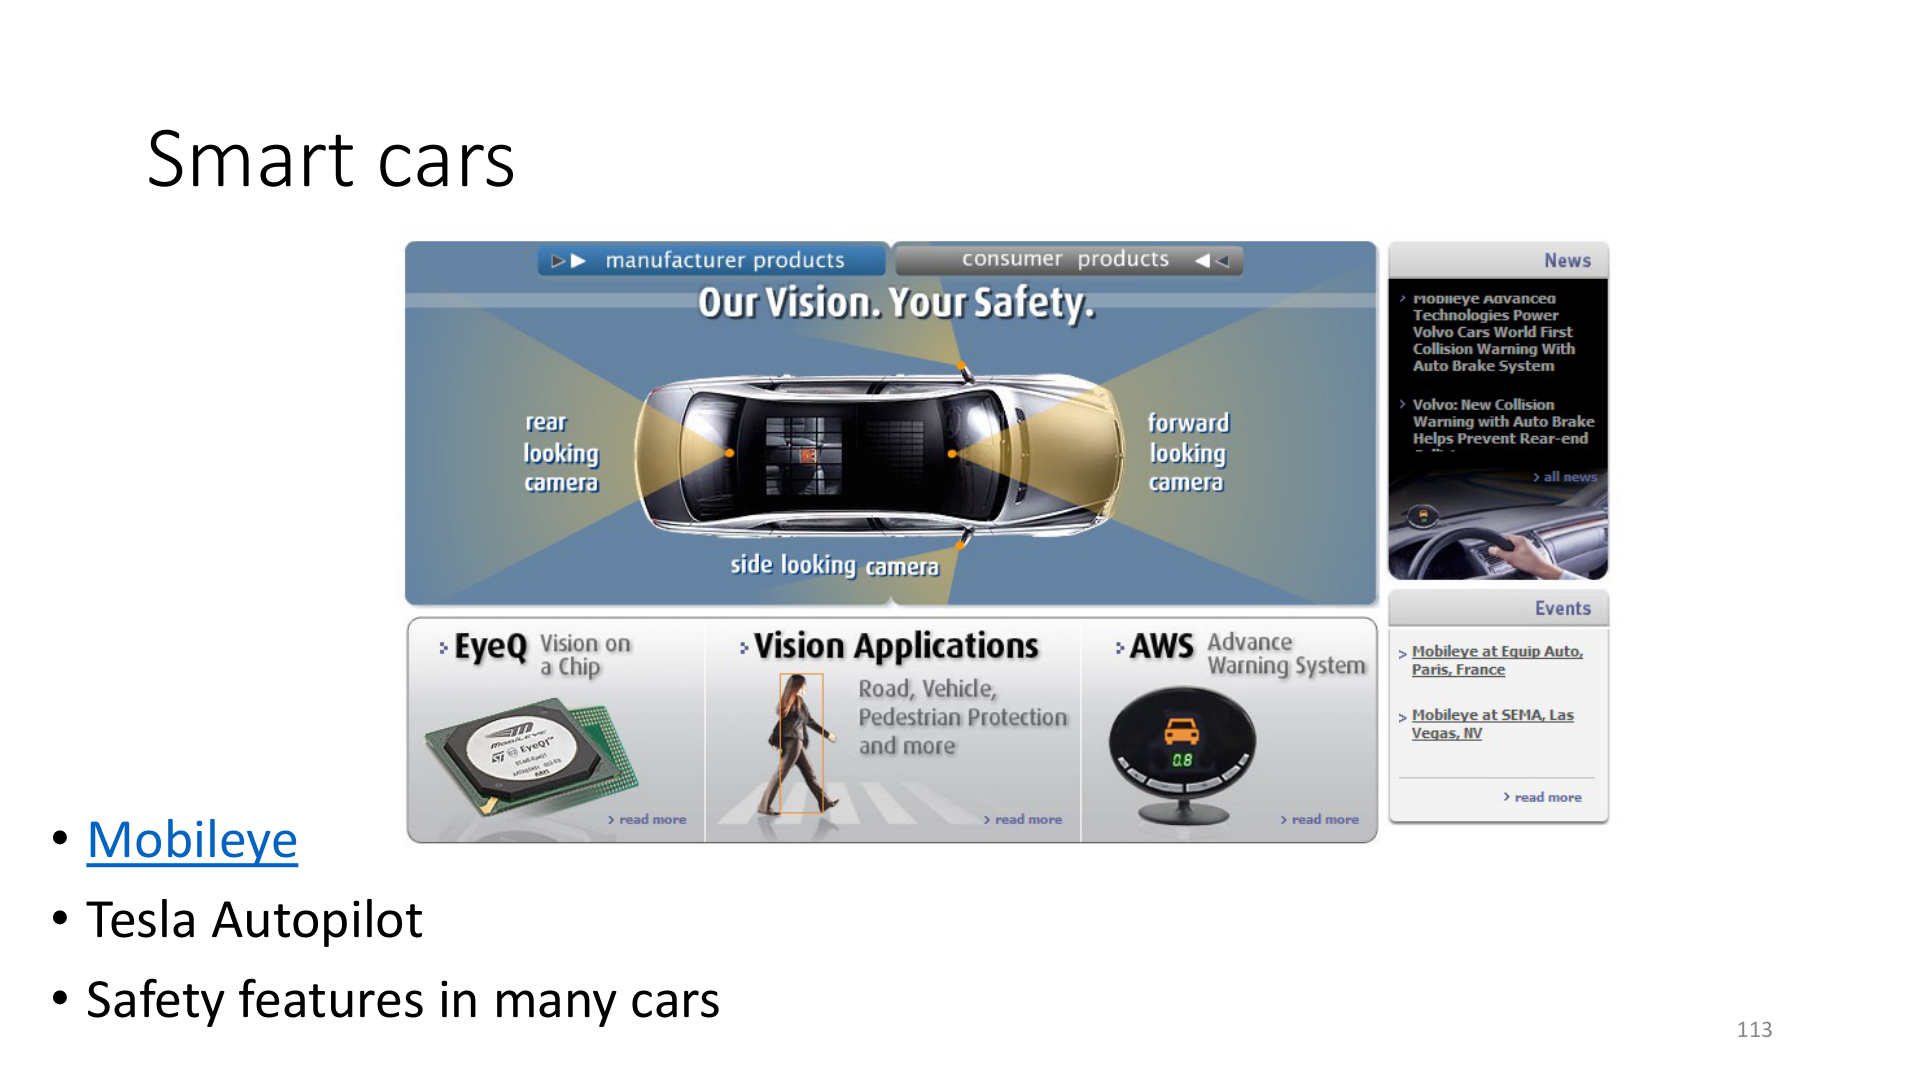 Smart cars
manufacturer products
consumer products
Our Vision. Your Safety.
rear
looking
camera
forward
looking
camera
side looking camera
EyeQ Vision on
a Chip
mobileye
EyeQ1
> read more
Vision Applications
Road, Vehicle,
Pedestrian Protection
and more
> read more
AWS Advance
Warning System
0.8
> read more
News
> Mobileye Advanced
Technologies Power
Volvo Cars World First
Collision Warning With
Auto Brake System
> Volvo: New Collision
Warning with Auto Brake
Helps Prevent Rear-end
> all news
Events
> Mobileye at Equip Auto,
Paris, France
> Mobileye at SEMA, Las
Vegas, NV
> read more
• Mobileye
• Tesla Autopilot
• Safety features in many cars
113